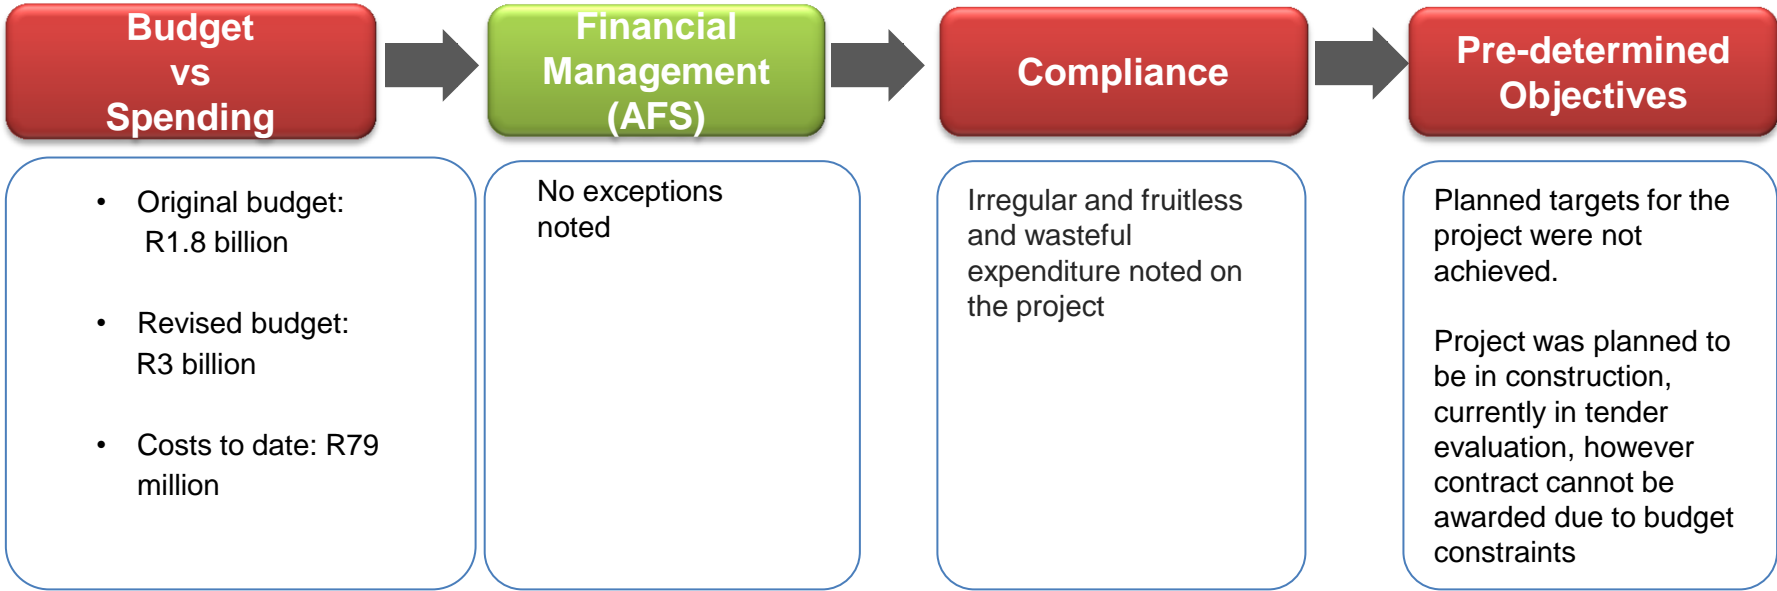 Budget
vs
Spending
Financial
Management
(AFS)
Compliance
Pre-determined
Objectives
• Original budget:
R1.8 billion
• Revised budget:
R3 billion
• Costs to date: R79
million
No exceptions
noted
Irregular and fruitless
and wasteful
expenditure noted on
the project
Planned targets for the
project were not
achieved.
Project was planned to
be in construction,
currently in tender
evaluation, however
contract cannot be
awarded due to budget
constraints